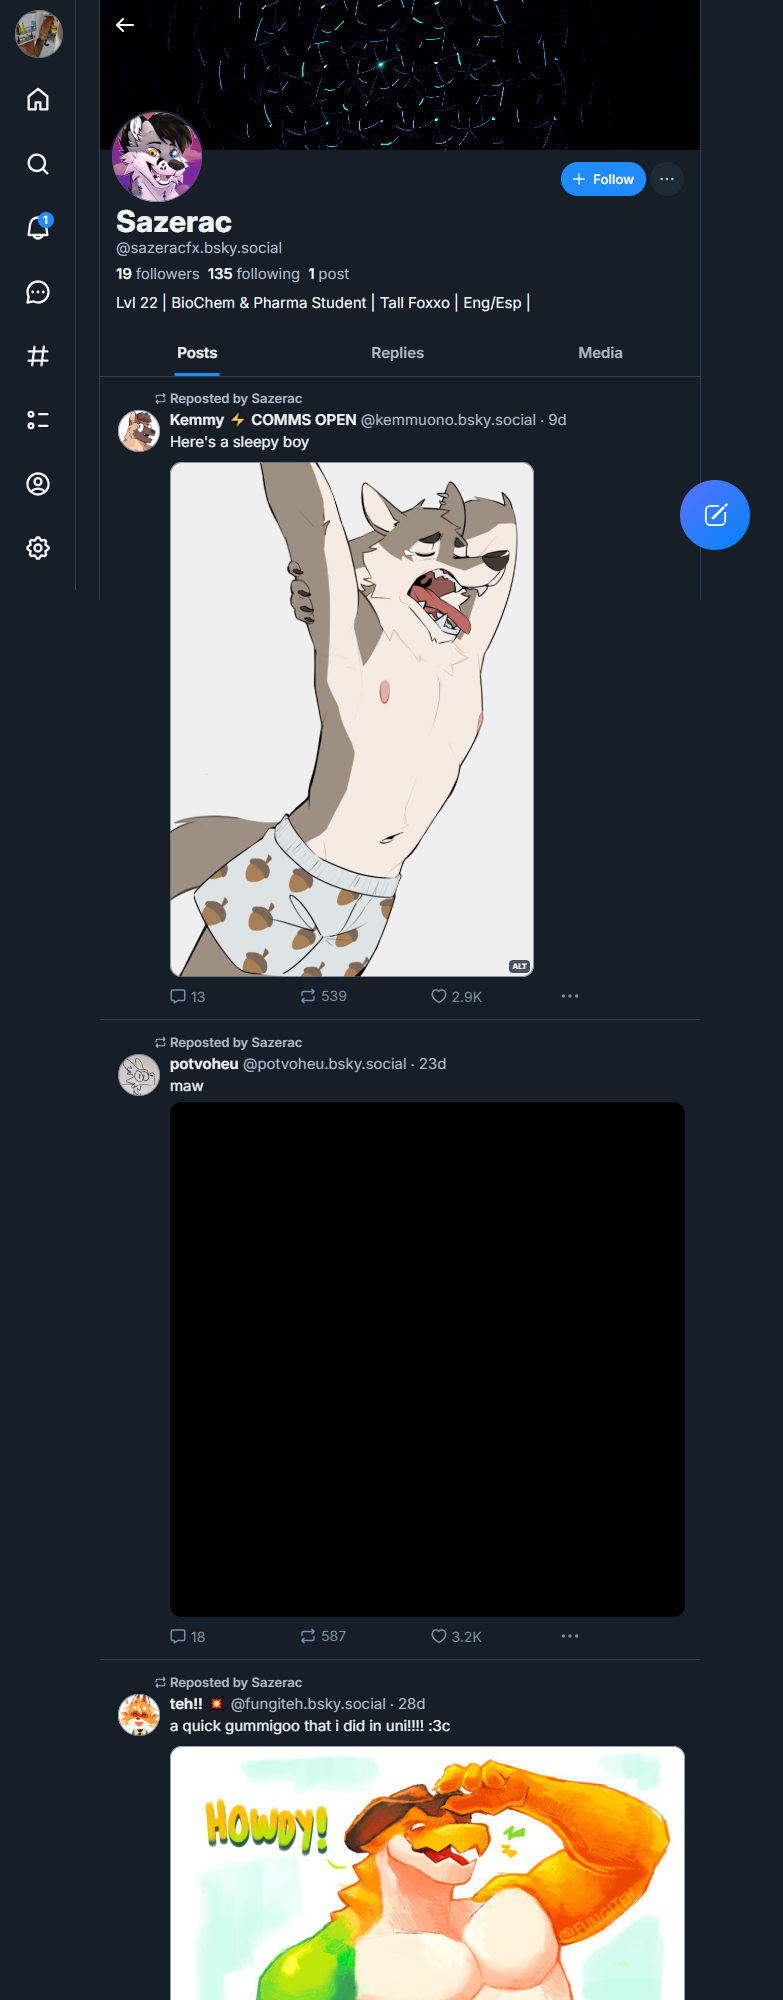 1
Follow
Sazerac
@sazeracfx.bsky.social
19 followers 135 following 1 post
Lvl 22 | BioChem & Pharma Student | Tall Foxxo | Eng/Esp |
Posts Replies Media
Reposted by Sazerac
Kemmy ⚡ COMMS OPEN @kemmuono.bsky.social · 9d
Here's a sleepy boy
ALT
13 539 2.9K
Reposted by Sazerac
potvoheu @potvoheu.bsky.social · 23d
maw
18 587 3.2K
Reposted by Sazerac
teh!! 💥 @fungiteh.bsky.social · 28d
a quick gummigoo that i did in uni!!!! :3c
HOWDY!
@FUNGITEH